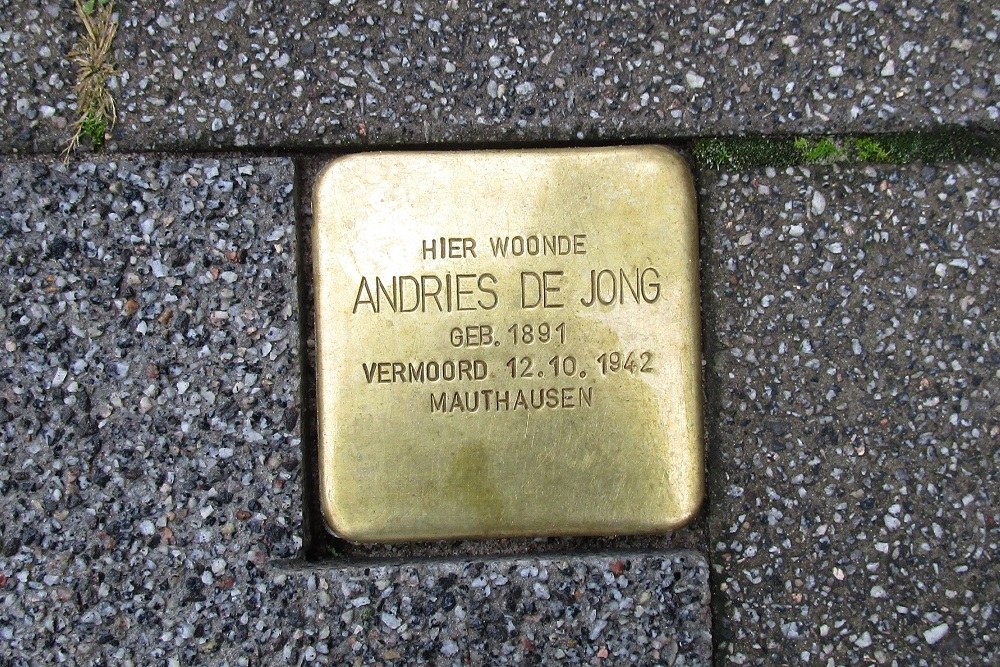 HIER WOONDE
ANDRIES DE JONG
GEB. 1891
VERMOORD 12.10.1942
MAUTHAUSEN